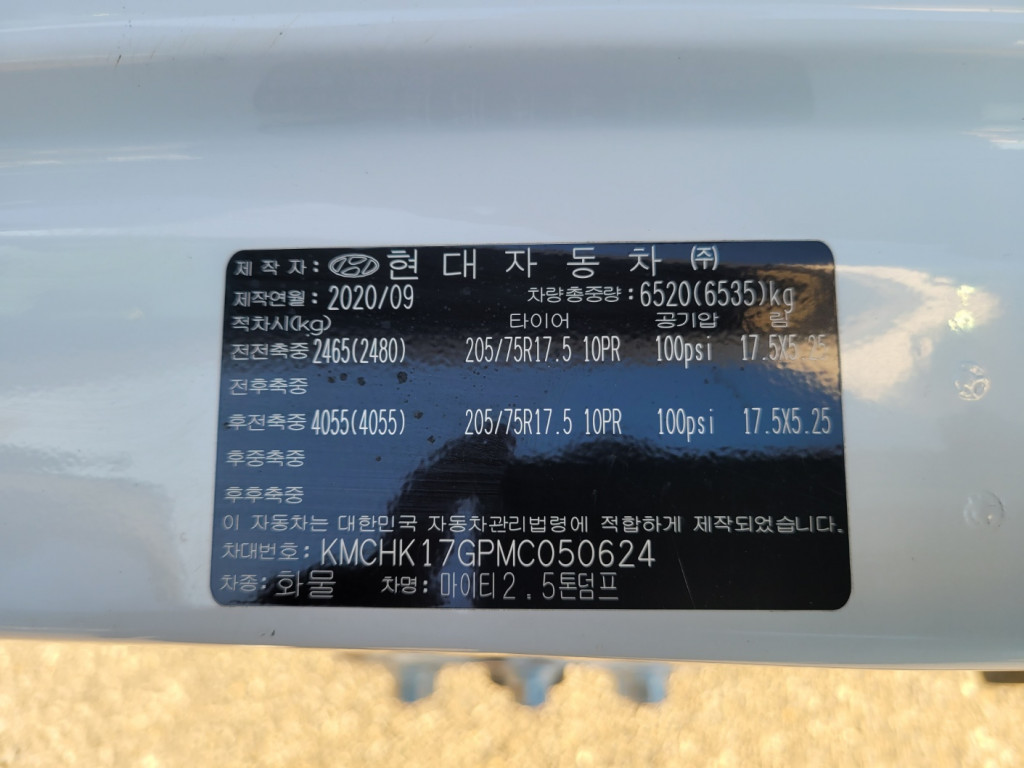 제작자: 현대자동차 ㈜
제작연월: 2020/09 차량총중량: 6520(6535)kg
적차시(kg) 타이어 공기압 림
전전축중 2465(2480) 205/75R17.5 10PR 100psi 17.5X5.25
전후축중
후전축중 4055(4055) 205/75R17.5 10PR 100psi 17.5X5.25
후중축중
후후축중
이 자동차는 대한민국 자동차관리법령에 적합하게 제작되었습니다.
차대번호: KMCHK17GPMC050624
차종: 화물 차명: 마이티2.5톤덤프